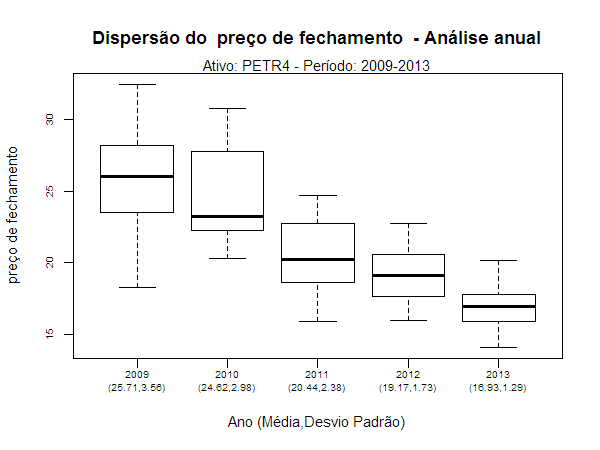 Dispersão do  preço de fechamento  - Análise anual
Ativo: PETR4 - Período: 2009-2013
preço de fechamento
30
25
20
15
2009 2010 2011 2012 2013
(25.71,3.56) (24.62,2.98) (20.44,2.38) (19.17,1.73) (16.93,1.29)
Ano (Média,Desvio Padrão)